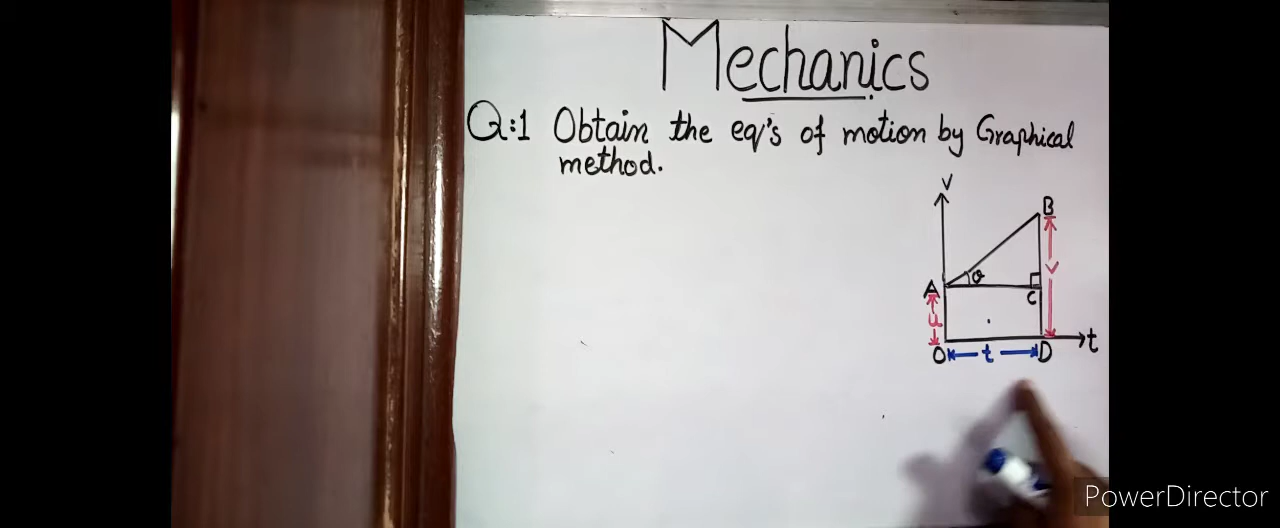 Mechanics
Q:1 Obtain the eq's of motion by Graphical
method.
V
B
θ
V
A
C
u
t
O
t
D
PowerDirector